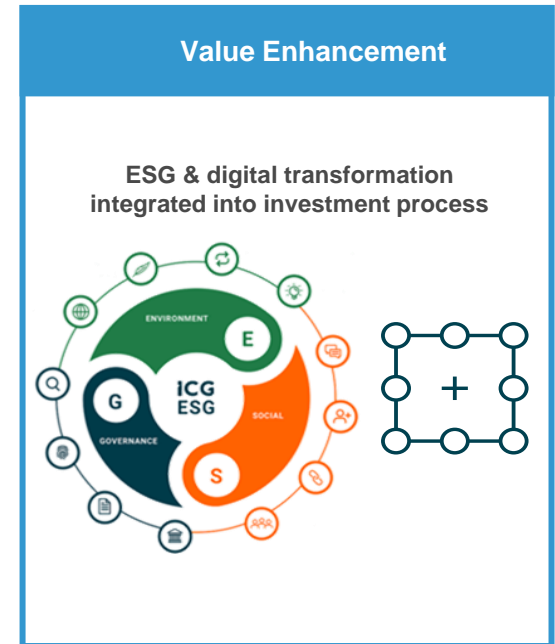 Value Enhancement
ESG & digital transformation
integrated into investment process
ENVIRONMENT
E
iCG
ESG
G
SOCIAL
GOVERNANCE
S
+